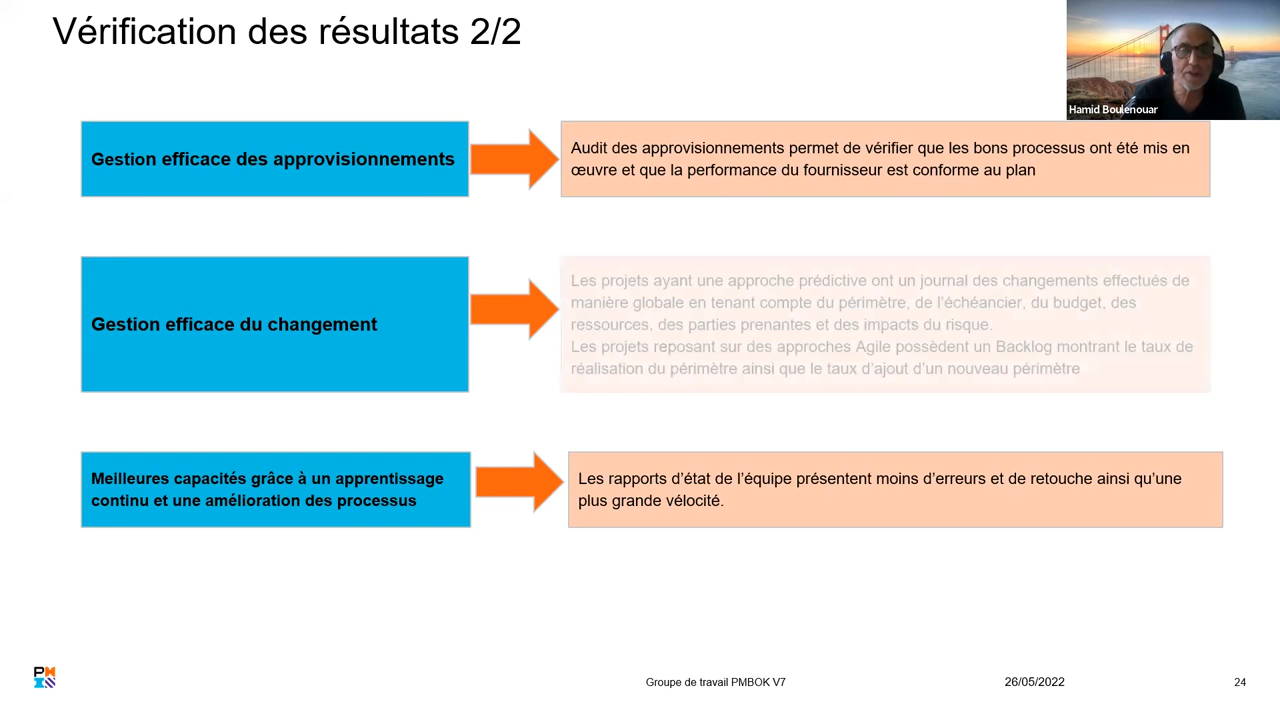 Vérification des résultats 2/2
Hamid Boulenouar
Gestion efficace des approvisionnements
Audit des approvisionnements permet de vérifier que les bons processus ont été mis en
œuvre et que la performance du fournisseur est conforme au plan
Gestion efficace du changement
Les projets ayant une approche prédictive ont un journal des changements effectués de
manière globale en tenant compte du périmètre, de l’échéancier, du budget, des
ressources, des parties prenantes et des impacts du risque.
Les projets reposant sur des approches Agile possèdent un Backlog montrant le taux de
réalisation du périmètre ainsi que le taux d’ajout d’un nouveau périmètre
Meilleures capacités grâce à un apprentissage
continu et une amélioration des processus
Les rapports d’état de l’équipe présentent moins d’erreurs et de retouche ainsi qu’une
plus grande vélocité.
Groupe de travail PMBOK V7
26/05/2022
24